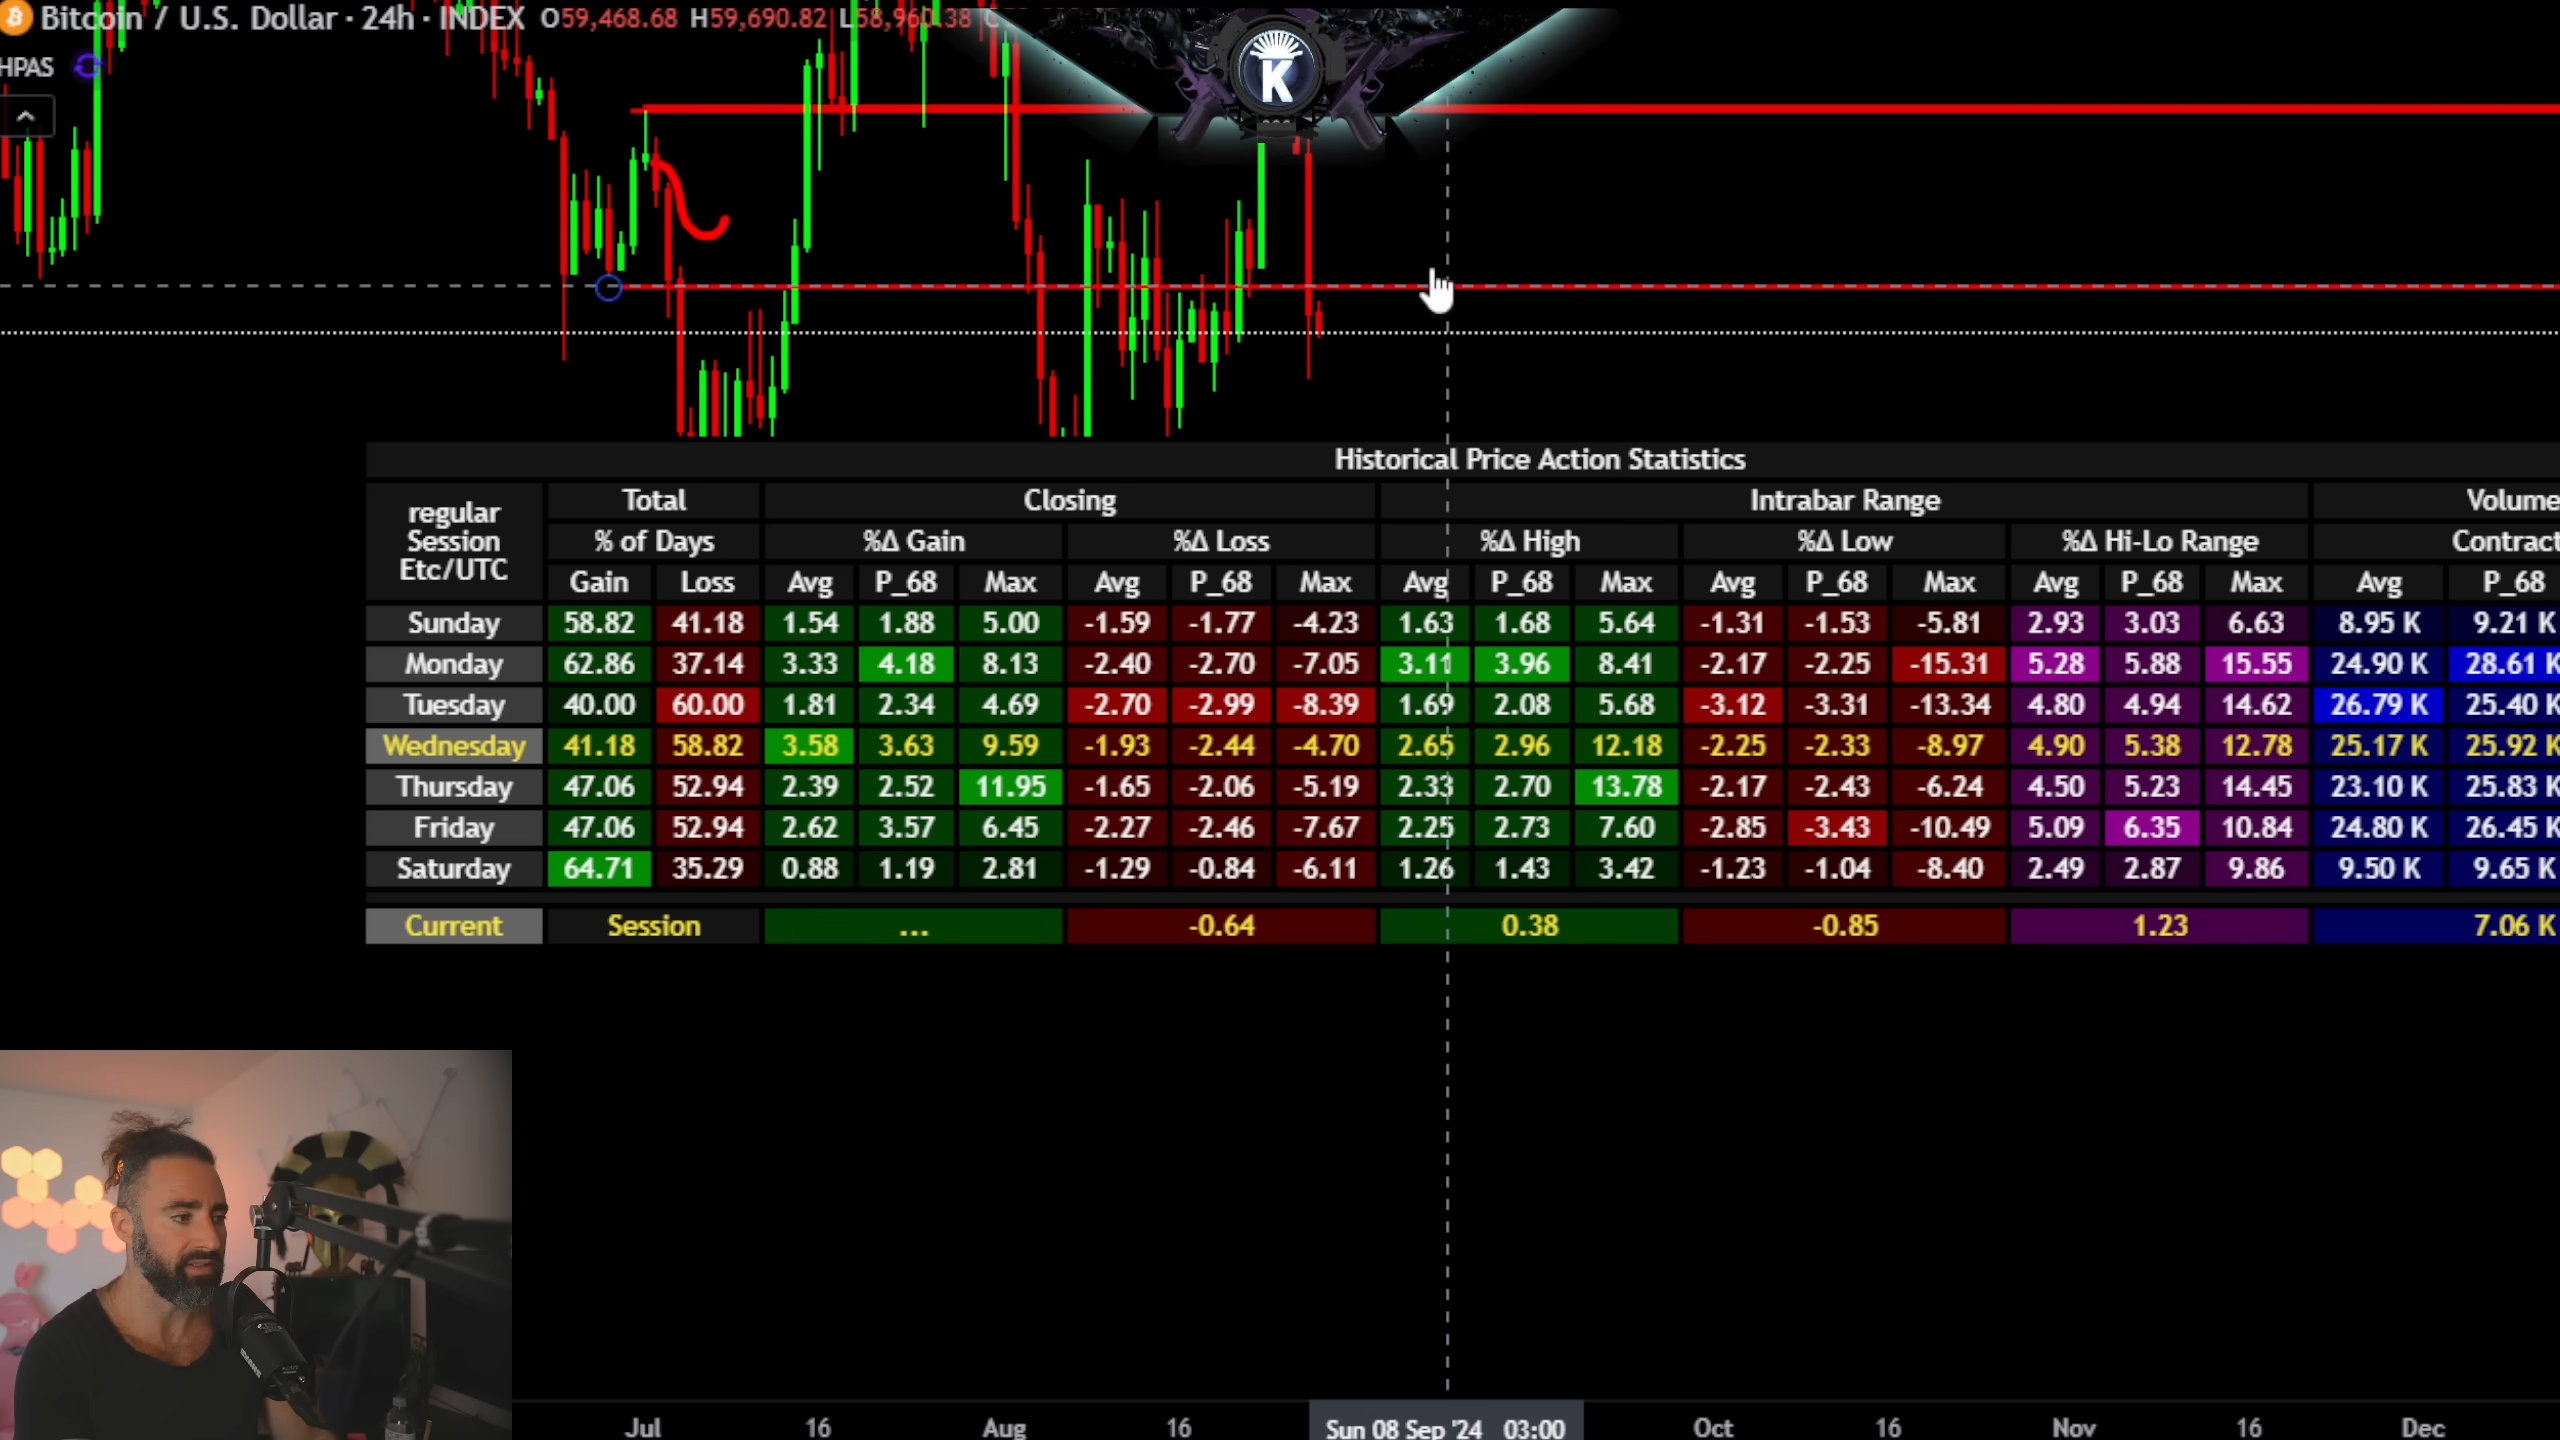 Bitcoin / U.S. Dollar · 24h · INDEX O59,468.68 H59,690.82 L58,960.38
HPAS
K
Historical Price Action Statistics
regular Session Etc/UTC
Total Closing Intrabar Range Volume
% of Days %Δ Gain %Δ Loss %Δ High %Δ Low %Δ Hi-Lo Range Contract
Gain Loss Avg P_68 Max Avg P_68 Max Avg P_68 Max Avg P_68 Max Avg P_68 Max Avg P_68
Sunday 58.82 41.18 1.54 1.88 5.00 -1.59 -1.77 -4.23 1.63 1.68 5.64 -1.31 -1.53 -5.81 2.93 3.03 6.63 8.95 K 9.21 K
Monday 62.86 37.14 3.33 4.18 8.13 -2.40 -2.70 -7.05 3.11 3.96 8.41 -2.17 -2.25 -15.31 5.28 5.88 15.55 24.90 K 28.61 K
Tuesday 40.00 60.00 1.81 2.34 4.69 -2.70 -2.99 -8.39 1.69 2.08 5.68 -3.12 -3.31 -13.34 4.80 4.94 14.62 26.79 K 25.40 K
Wednesday 41.18 58.82 3.58 3.63 9.59 -1.93 -2.44 -4.70 2.65 2.96 12.18 -2.25 -2.33 -8.97 4.90 5.38 12.78 25.17 K 25.92 K
Thursday 47.06 52.94 2.39 2.52 11.95 -1.65 -2.06 -5.19 2.33 2.70 13.78 -2.17 -2.43 -6.24 4.50 5.23 14.45 23.10 K 25.83 K
Friday 47.06 52.94 2.62 3.57 6.45 -2.27 -2.46 -7.67 2.25 2.73 7.60 -2.85 -3.43 -10.49 5.09 6.35 10.84 24.80 K 26.45 K
Saturday 64.71 35.29 0.88 1.19 2.81 -1.29 -0.84 -6.11 1.26 1.43 3.42 -1.23 -1.04 -8.40 2.49 2.87 9.86 9.50 K 9.65 K
Current Session ... -0.64 0.38 -0.85 1.23 7.06 K
Jul 16 Aug 16 Sun 08 Sep '24 03:00 Oct 16 Nov 16 Dec